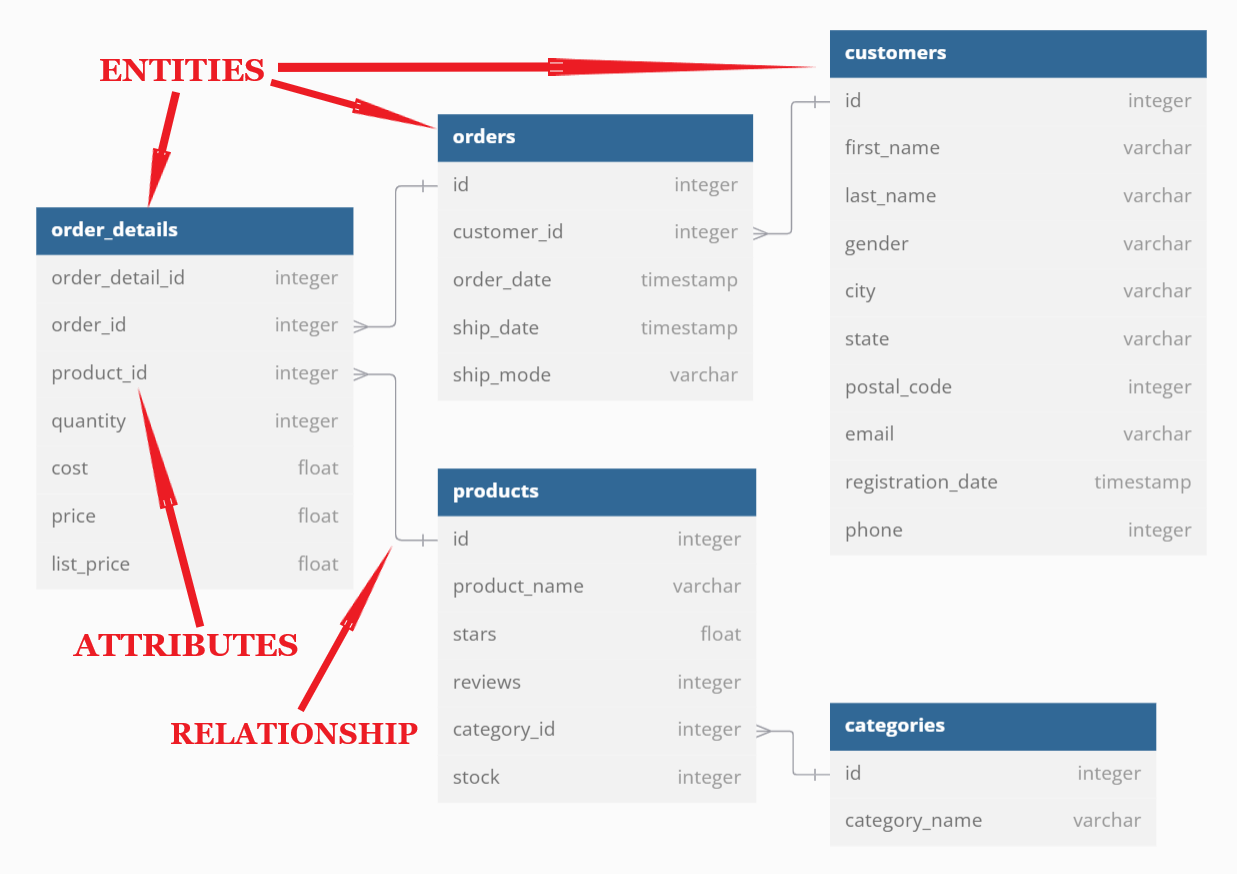 ENTITIES
customers
id integer
first_name varchar
last_name varchar
gender varchar
city varchar
state varchar
postal_code integer
email varchar
registration_date timestamp
phone integer
orders
id integer
customer_id integer
order_date timestamp
ship_date timestamp
ship_mode varchar
order_details
order_detail_id integer
order_id integer
product_id integer
quantity integer
cost float
price float
list_price float
products
id integer
product_name varchar
stars float
reviews integer
category_id integer
stock integer
ATTRIBUTES
RELATIONSHIP
categories
id integer
category_name varchar